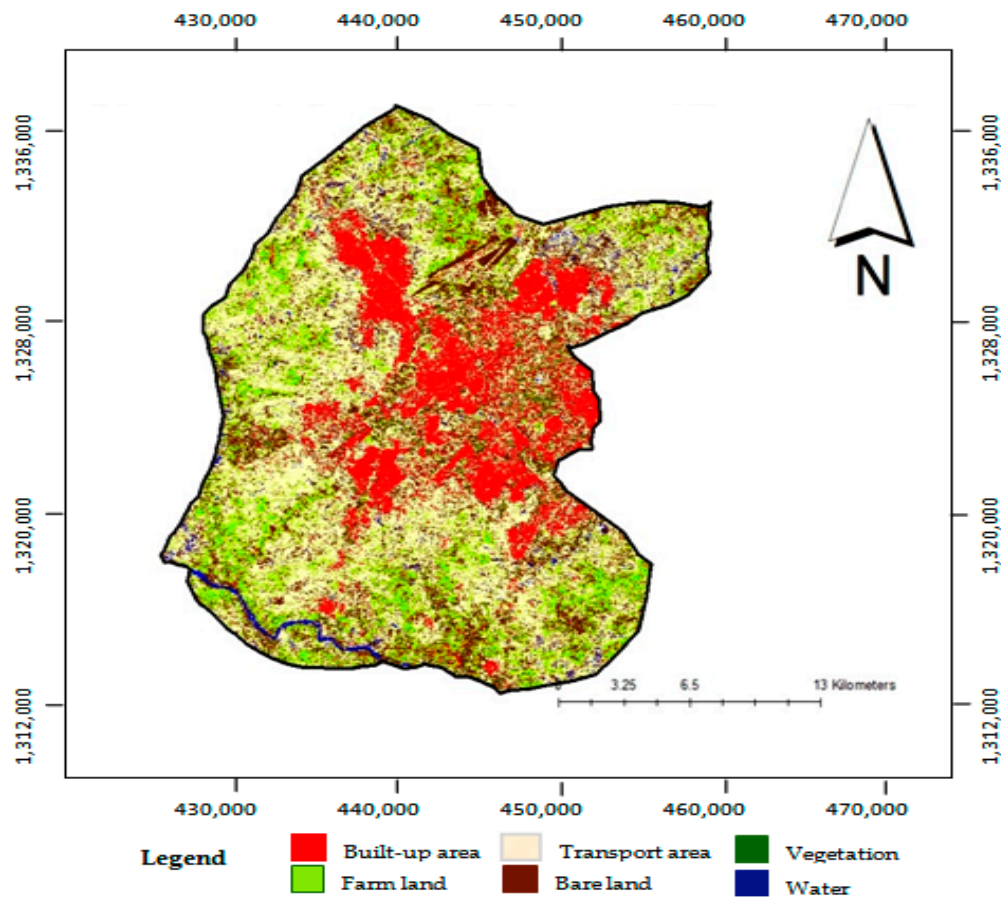 430,000 440,000 450,000 460,000 470,000
1,336,000 1,336,000
1,328,000 1,328,000
1,320,000 1,320,000
1,312,000 1,312,000
N
0 3.25 6.5 13 Kilometers
430,000 440,000 450,000 460,000 470,000
Legend
Built-up area Transport area Vegetation
Farm land Bare land Water